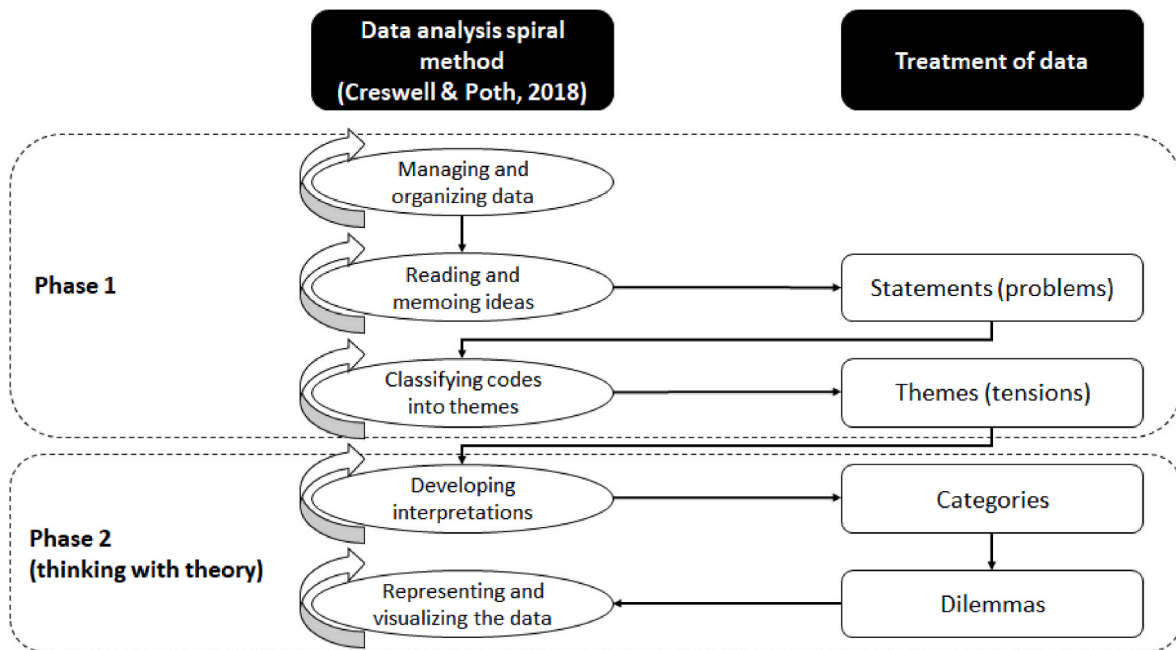 Data analysis spiral
method
(Creswell & Poth, 2018)
Treatment of data
Phase 1
Managing and
organizing data
Reading and
memoing ideas
Statements (problems)
Classifying codes
into themes
Themes (tensions)
Phase 2
(thinking with theory)
Developing
interpretations
Categories
Representing and
visualizing the data
Dilemmas